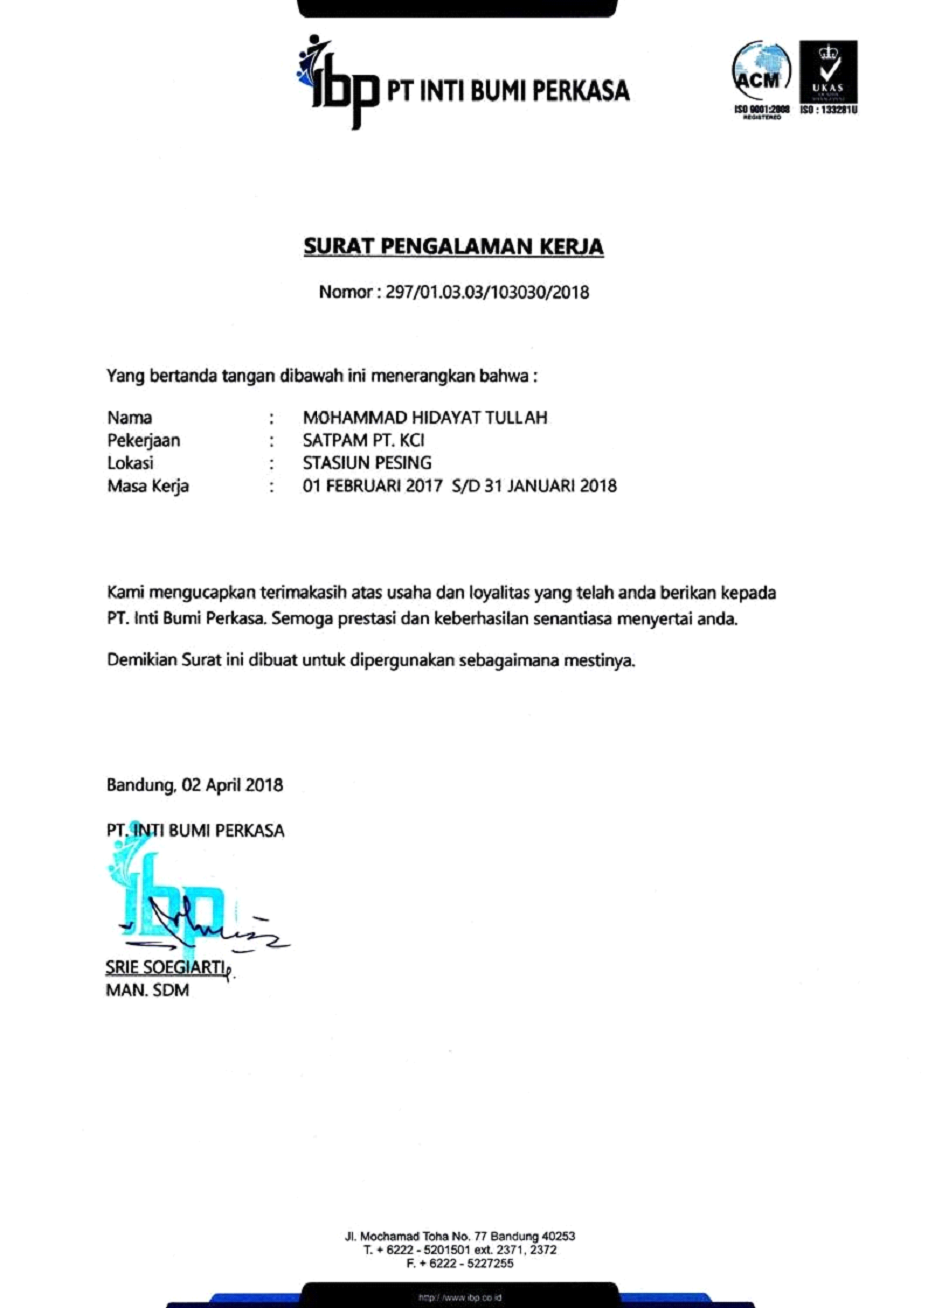 ibp PT INTI BUMI PERKASA
ACM
ISO 9001:2008
REGISTERED
UKAS
ISO : 133281U
SURAT PENGALAMAN KERJA
Nomor : 297/01.03.03/103030/2018
Yang bertanda tangan dibawah ini menerangkan bahwa :
Nama : MOHAMMAD HIDAYAT TULLAH
Pekerjaan : SATPAM PT. KCI
Lokasi : STASIUN PESING
Masa Kerja : 01 FEBRUARI 2017 S/D 31 JANUARI 2018
Kami mengucapkan terimakasih atas usaha dan loyalitas yang telah anda berikan kepada
PT. Inti Bumi Perkasa. Semoga prestasi dan keberhasilan senantiasa menyertai anda.
Demikian Surat ini dibuat untuk dipergunakan sebagaimana mestinya.
Bandung, 02 April 2018
PT. INTI BUMI PERKASA
ibp
SRIE SOEGIARTI
MAN. SDM
Jl. Mochamad Toha No. 77 Bandung 40253
T. + 6222 - 5201501 ext. 2371, 2372
F. + 6222 - 5227255
http://www.ibp.co.id